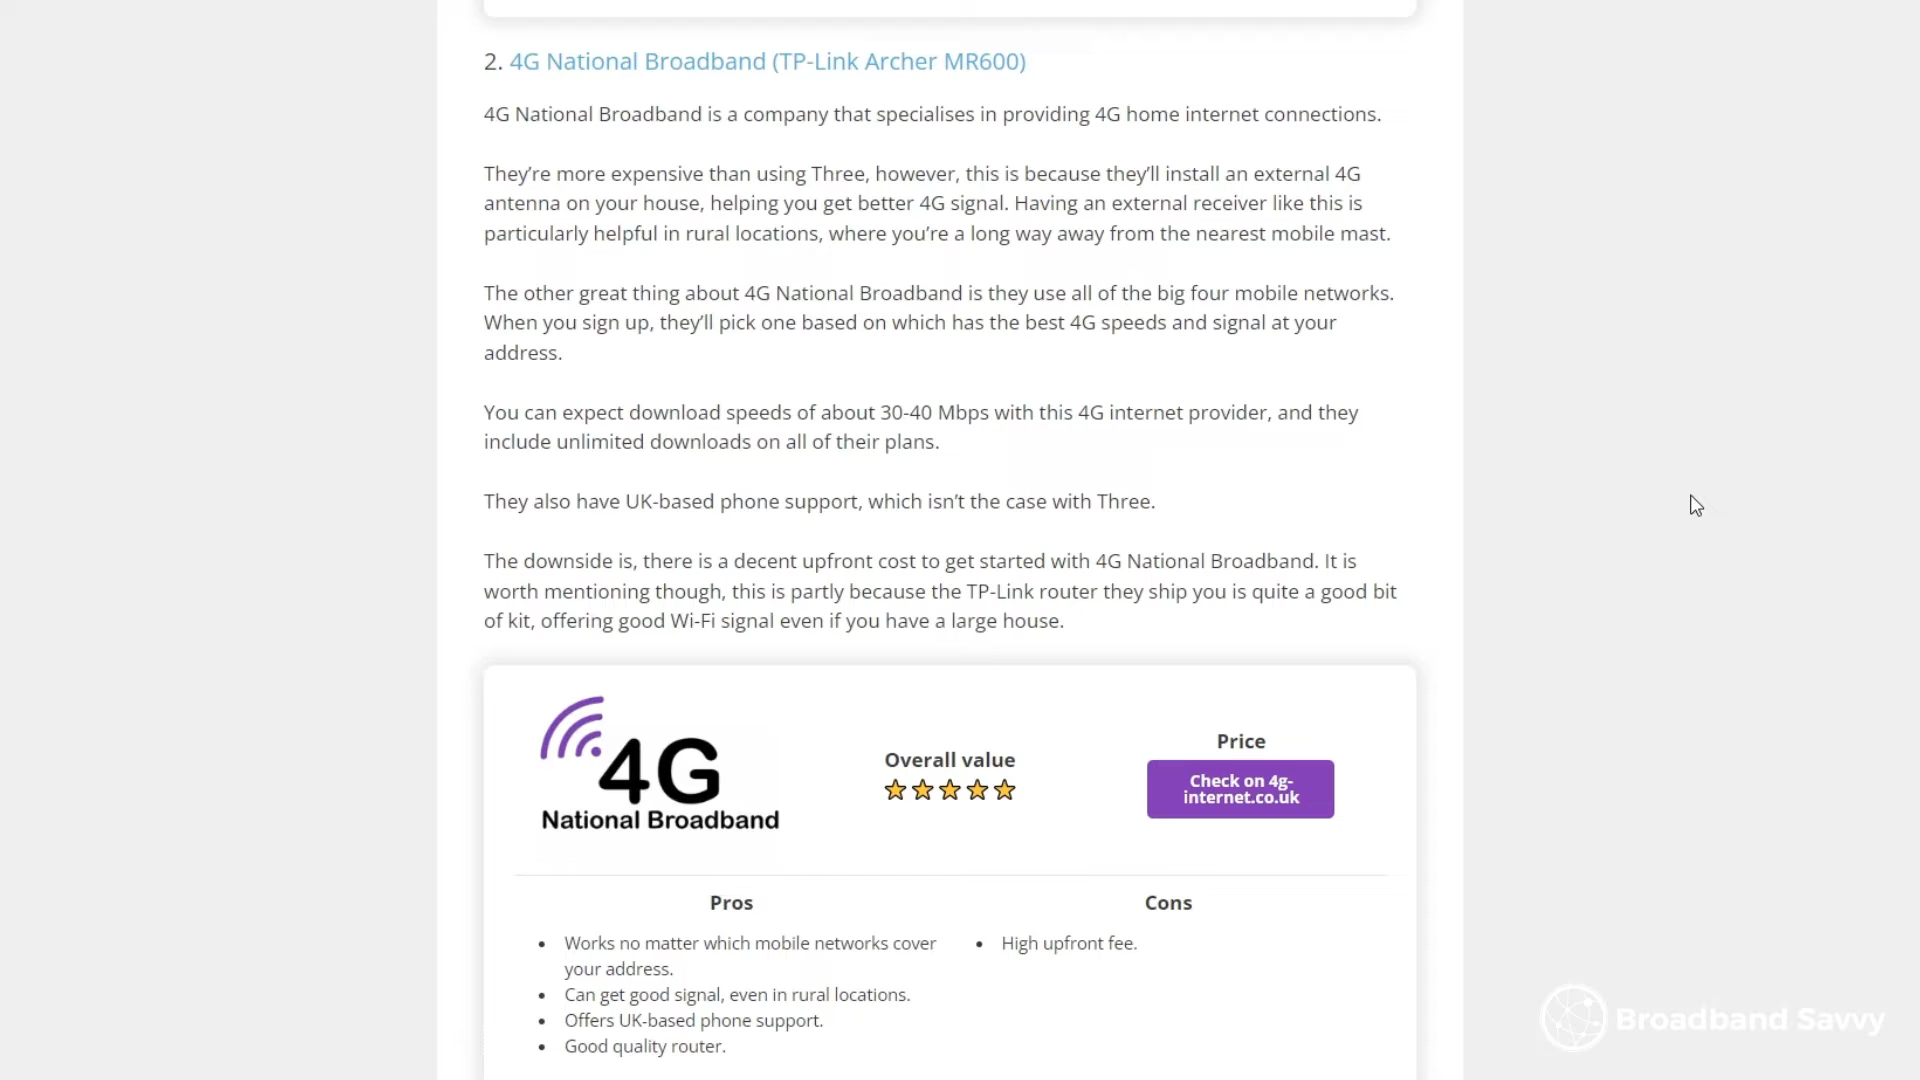 2. 4G National Broadband (TP-Link Archer MR600)
4G National Broadband is a company that specialises in providing 4G home internet connections.
They’re more expensive than using Three, however, this is because they’ll install an external 4G
antenna on your house, helping you get better 4G signal. Having an external receiver like this is
particularly helpful in rural locations, where you’re a long way away from the nearest mobile mast.
The other great thing about 4G National Broadband is they use all of the big four mobile networks.
When you sign up, they’ll pick one based on which has the best 4G speeds and signal at your
address.
You can expect download speeds of about 30-40 Mbps with this 4G internet provider, and they
include unlimited downloads on all of their plans.
They also have UK-based phone support, which isn’t the case with Three.
The downside is, there is a decent upfront cost to get started with 4G National Broadband. It is
worth mentioning though, this is partly because the TP-Link router they ship you is quite a good bit
of kit, offering good Wi-Fi signal even if you have a large house.
4G
National Broadband
Overall value
Price
Check on 4g-
internet.co.uk
Pros
• Works no matter which mobile networks cover
your address.
• Can get good signal, even in rural locations.
• Offers UK-based phone support.
• Good quality router.
Cons
• High upfront fee.
Broadband Savvy